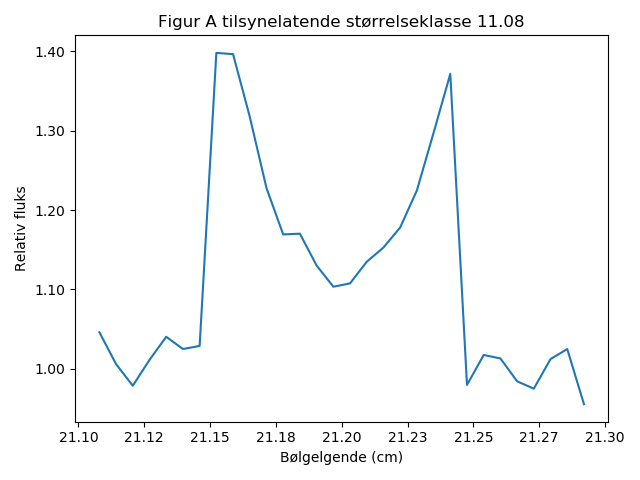 Figur A tilsynelatende størrelseklasse 11.08
Relativ fluks
1.40
1.30
1.20
1.10
1.00
21.10 21.12 21.15 21.18 21.20 21.23 21.25 21.27 21.30
Bølgelgende (cm)